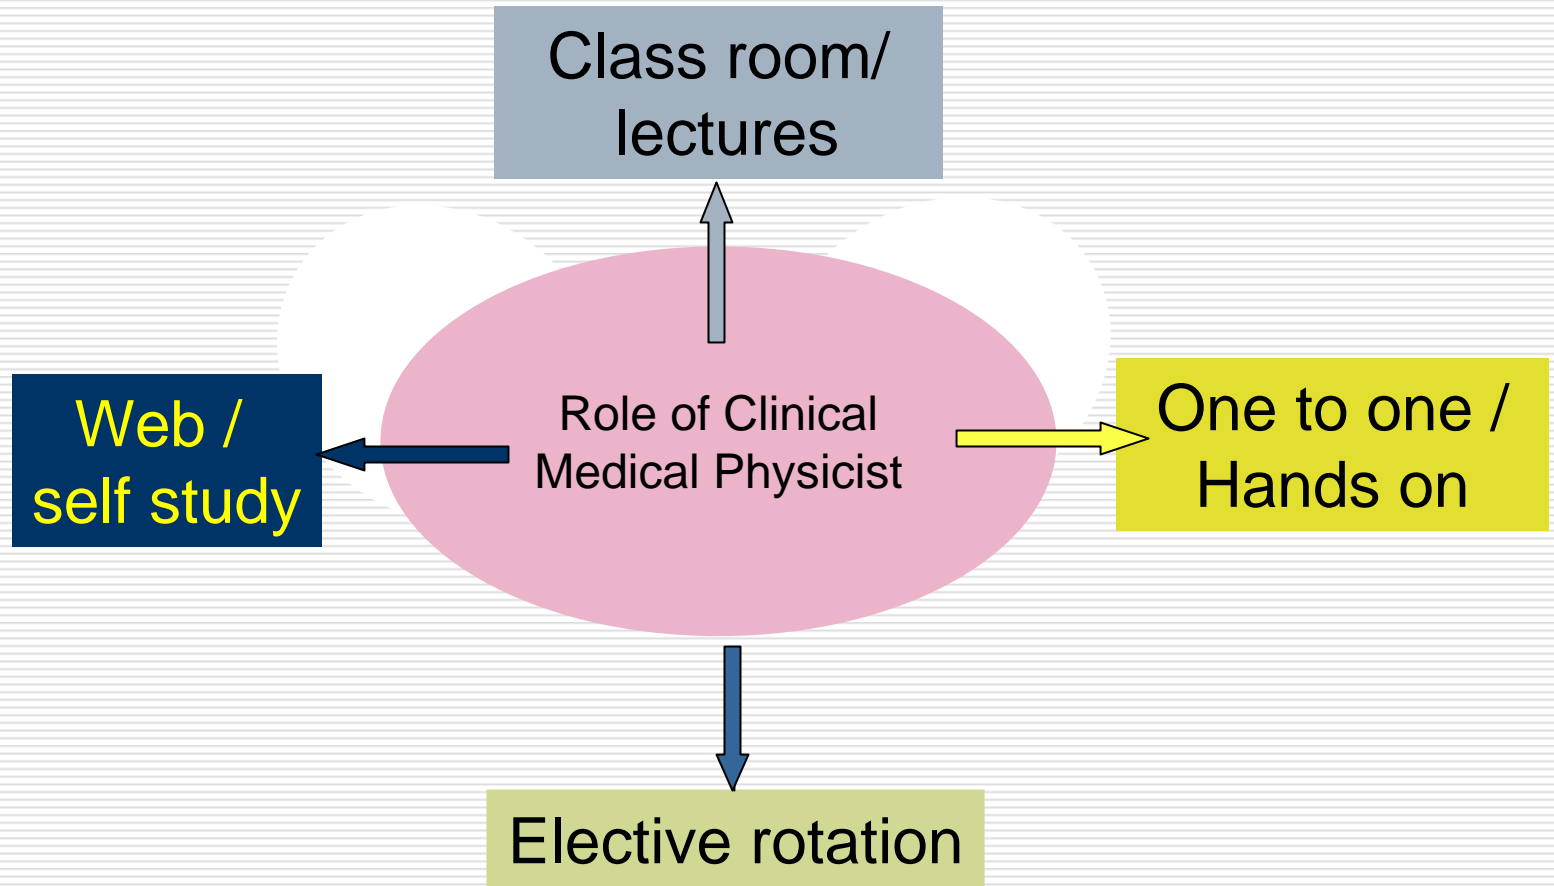 Class room/
lectures
Web /
self study
Role of Clinical
Medical Physicist
One to one /
Hands on
Elective rotation